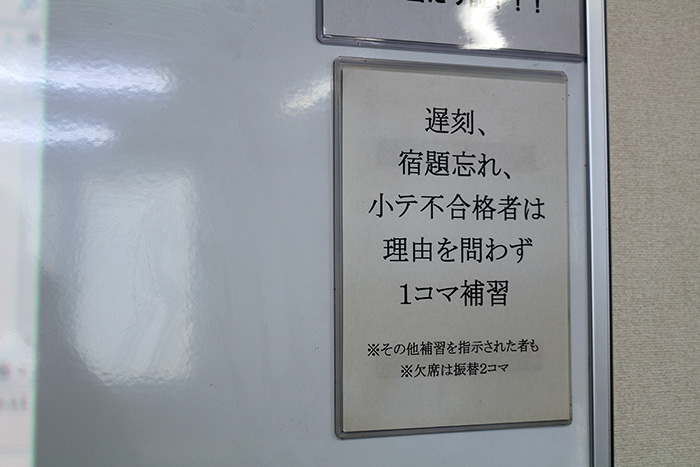 遅刻、
宿題忘れ、
小テ不合格者は
理由を問わず
1コマ補習
※その他補習を指示された者も
※欠席は振替2コマ